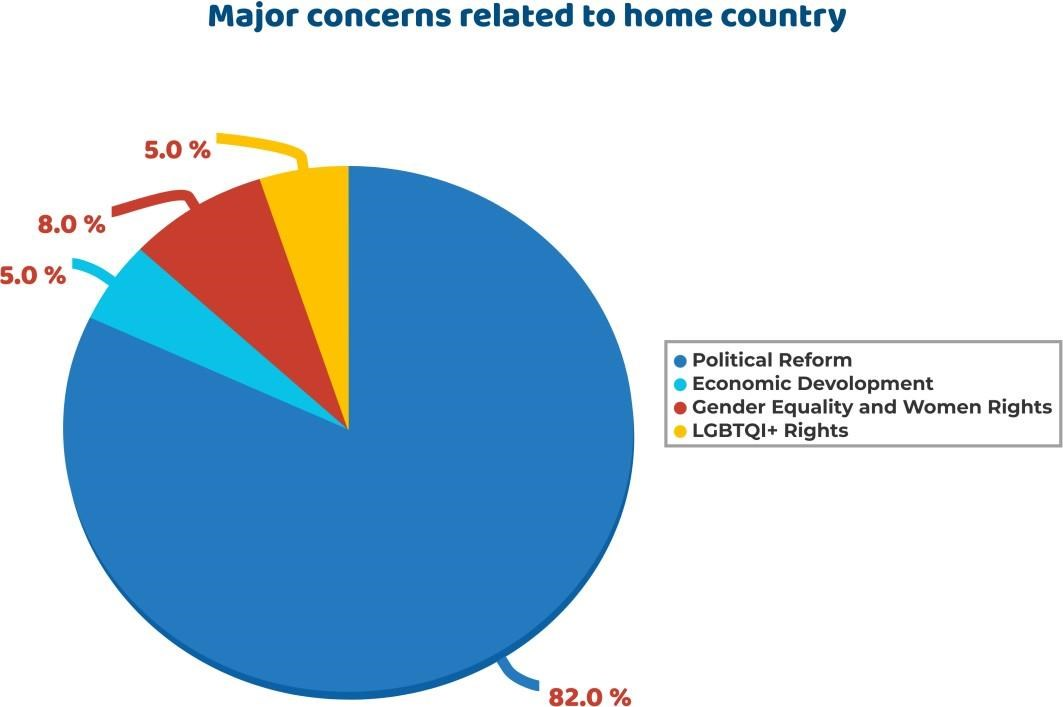 Major concerns related to home country
5.0 %
8.0 %
5.0 %
Political Reform
Economic Devolopment
Gender Equality and Women Rights
LGBTQI+ Rights
82.0 %